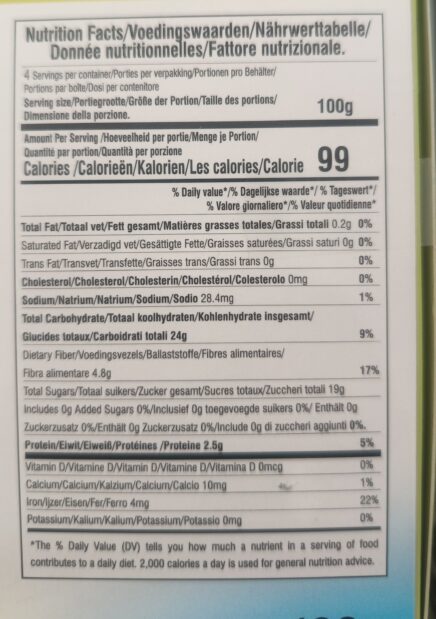 Nutrition Facts/Voedingswaarden/Nährwerttabelle/
Donnée nutritionnelles/Fattore nutrizionale.
4 Servings per container/Porties per verpakking/Portionen pro Behälter/
Portions par boîte/Dosi per contenitore
Serving size/Portiegrootte/Größe der Portion/Taille des portions/
Dimensione della porzione. 100g
Amount Per Serving /Hoeveelheid per portie/Menge je Portion/
Quantité par portion/Quantità per porzione
Calories /Calorieën/Kalorien/Les calories/Calorie 99
% Daily value*/% Dagelijkse waarde*/ % Tageswert*/
% Valore giornaliero*/% Valeur quotidienne*
Total Fat/Totaal vet/Fett gesamt/Matières grasses totales/Grassi totali 0.2g 0%
Saturated Fat/Verzadigd vet/Gesättigte Fette/Graisses saturées/Grassi saturi 0g 0%
Trans Fat/Transvet/Transfette/Graisses trans/Grassi trans 0g 0%
Cholesterol/Cholesterol/Cholesterin/Cholestérol/Colesterolo 0mg 0%
Sodium/Natrium/Natrium/Sodium/Sodio 28.4mg 1%
Total Carbohydrate/Totaal koolhydraten/Kohlenhydrate insgesamt/
Glucides totaux/Carboidrati totali 24g 9%
Dietary Fiber/Voedingsvezels/Ballaststoffe/Fibres alimentaires/
Fibra alimentare 4.8g 17%
Total Sugars/Totaal suikers/Zucker gesamt/Sucres totaux/Zuccheri totali 19g
Includes 0g Added Sugars 0%/Inclusief 0g toegevoegde suikers 0%/ Enthält 0g
Zuckerzusatz 0%/Enthält 0g Zuckerzusatz 0%/Include 0g di zuccheri aggiunti 0%.
Protein/Eiwit/Eiweiß/Protéines /Proteine 2.5g 5%
Vitamin D/Vitamine D/Vitamin D/Vitamine D/Vitamina D 0mcg 0%
Calcium/Calcium/Kalzium/Calcium/Calcio 10mg 1%
Iron/Ijzer/Eisen/Fer/Ferro 4mg 22%
Potassium/Kalium/Kalium/Potassium/Potassio 0mg 0%
*The % Daily Value (DV) tells you how much a nutrient in a serving of food
contributes to a daily diet. 2,000 calories a day is used for general nutrition advice.